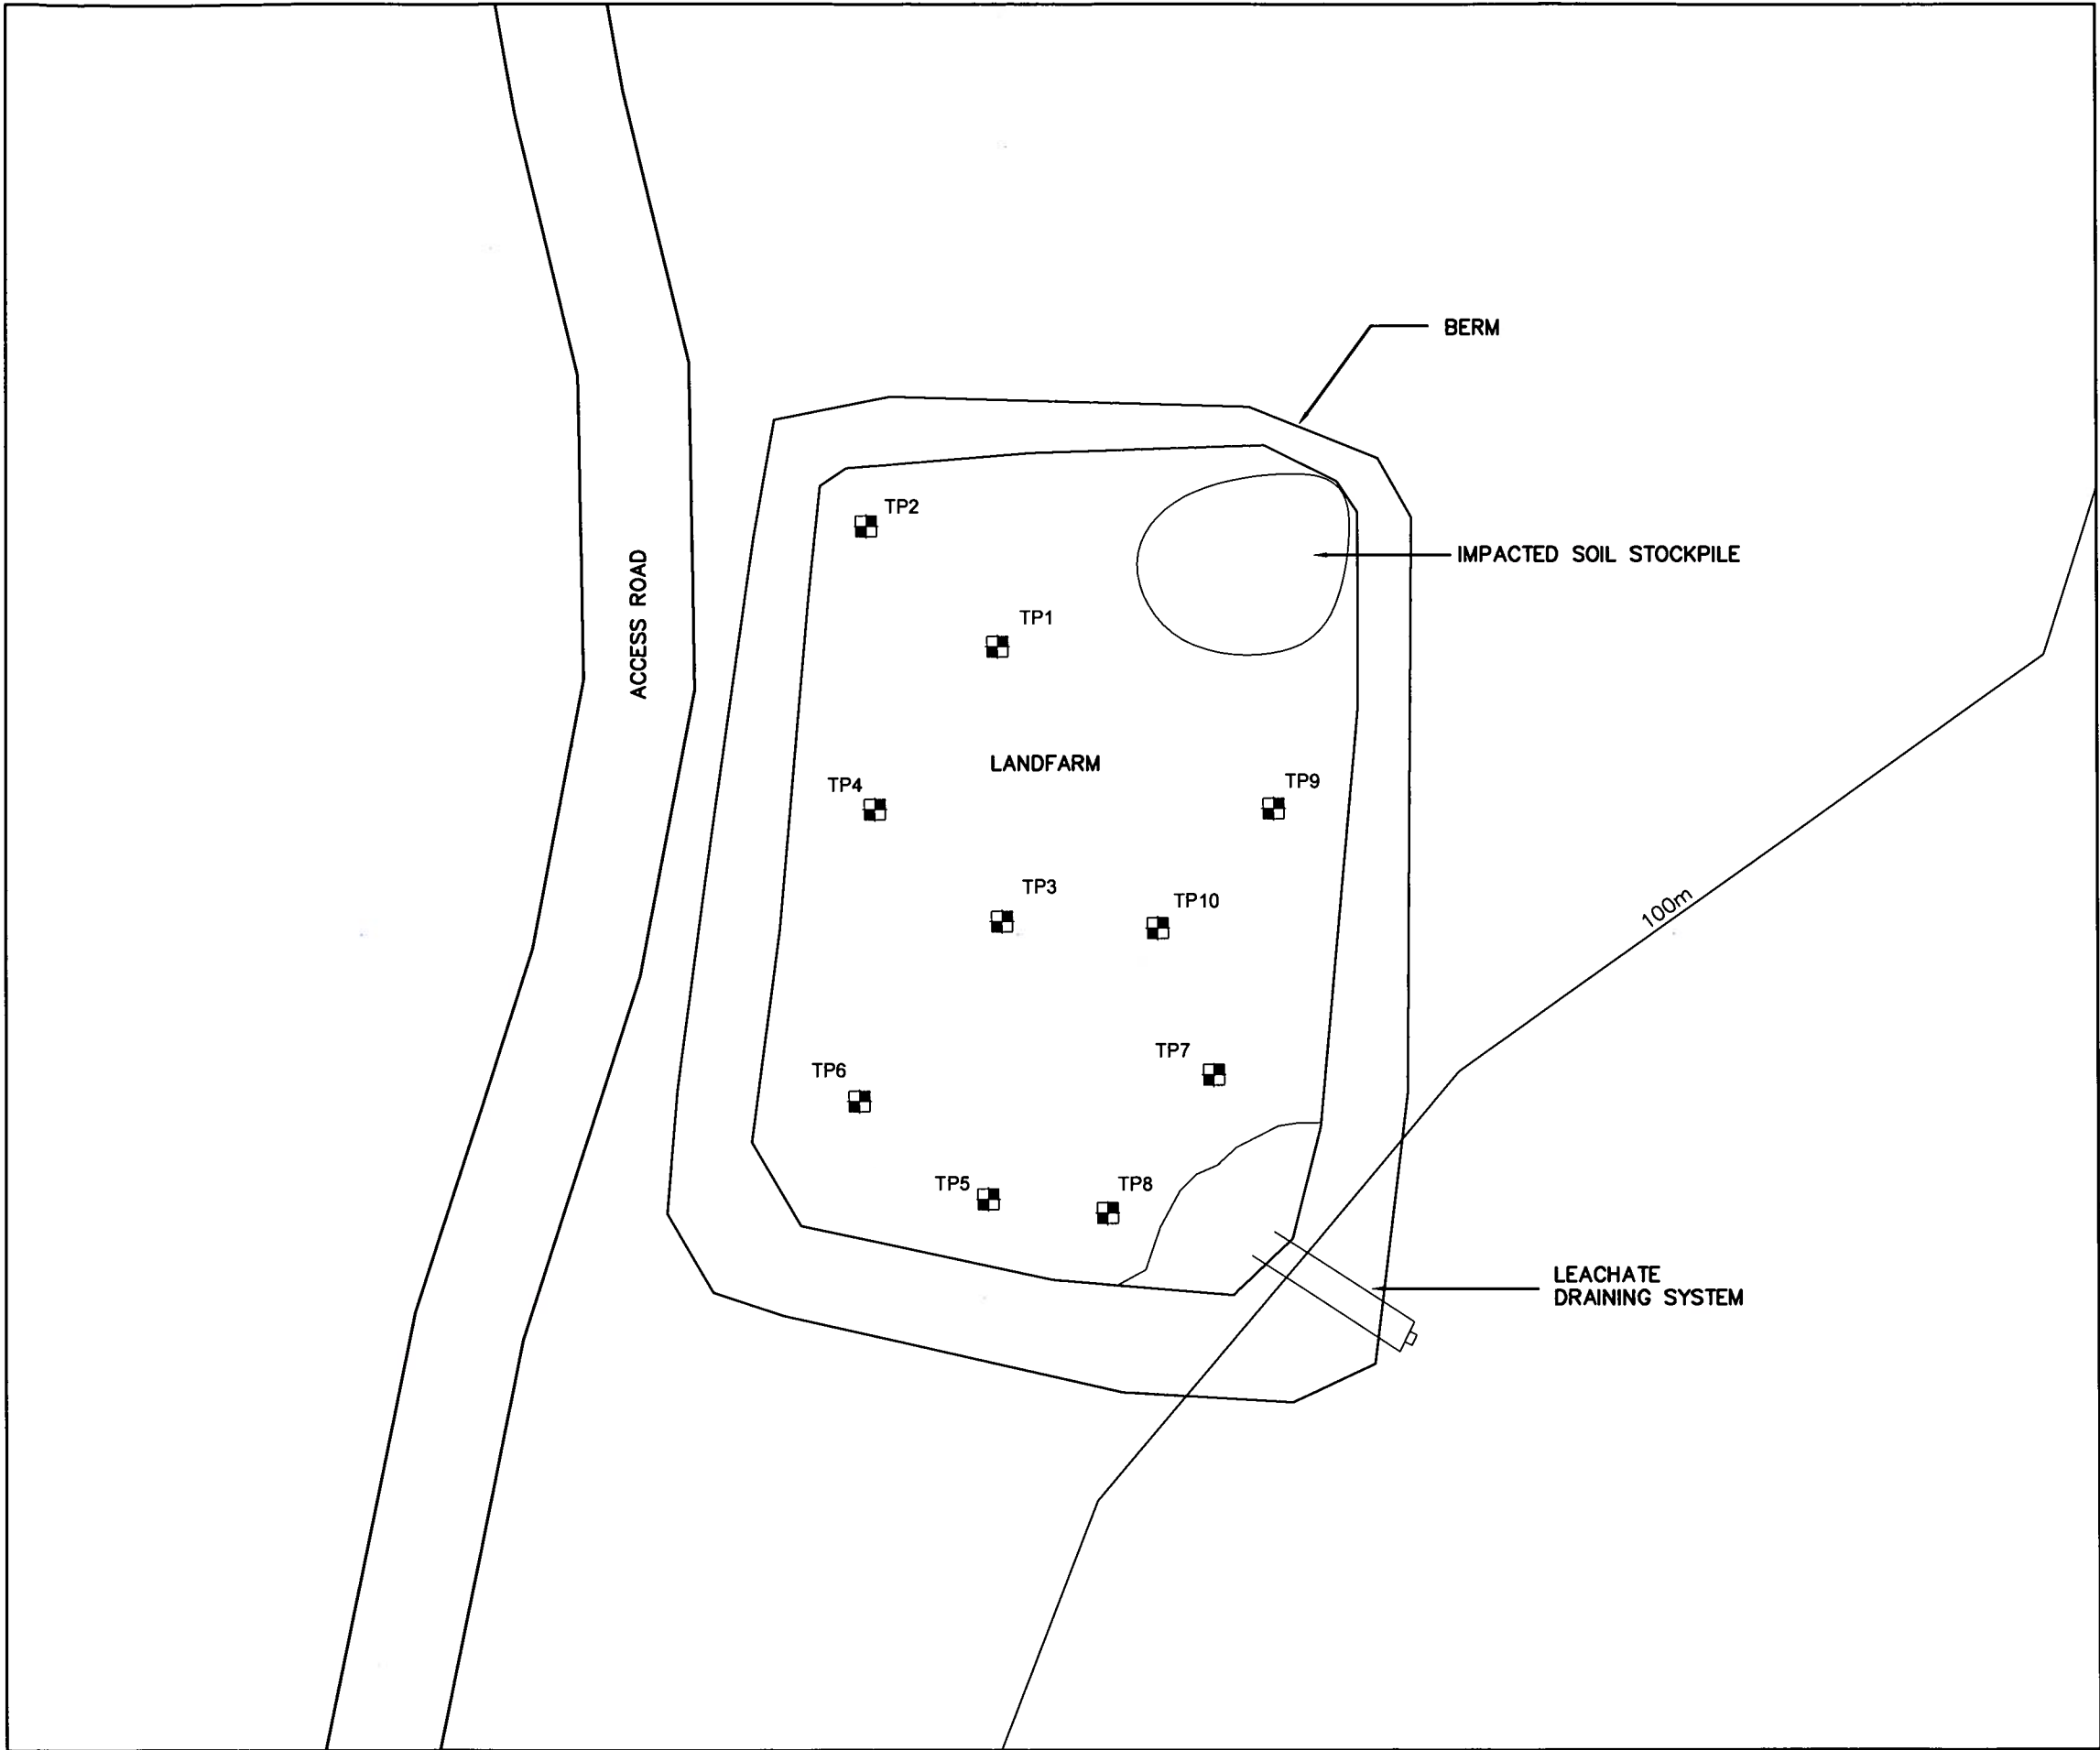 BERM
TP2
IMPACTED SOIL STOCKPILE
ACCESS ROAD
TP1
LANDFARM
TP4
TP9
TP3
TP10
100m
TP7
TP6
TP5
TP8
LEACHATE
DRAINING SYSTEM